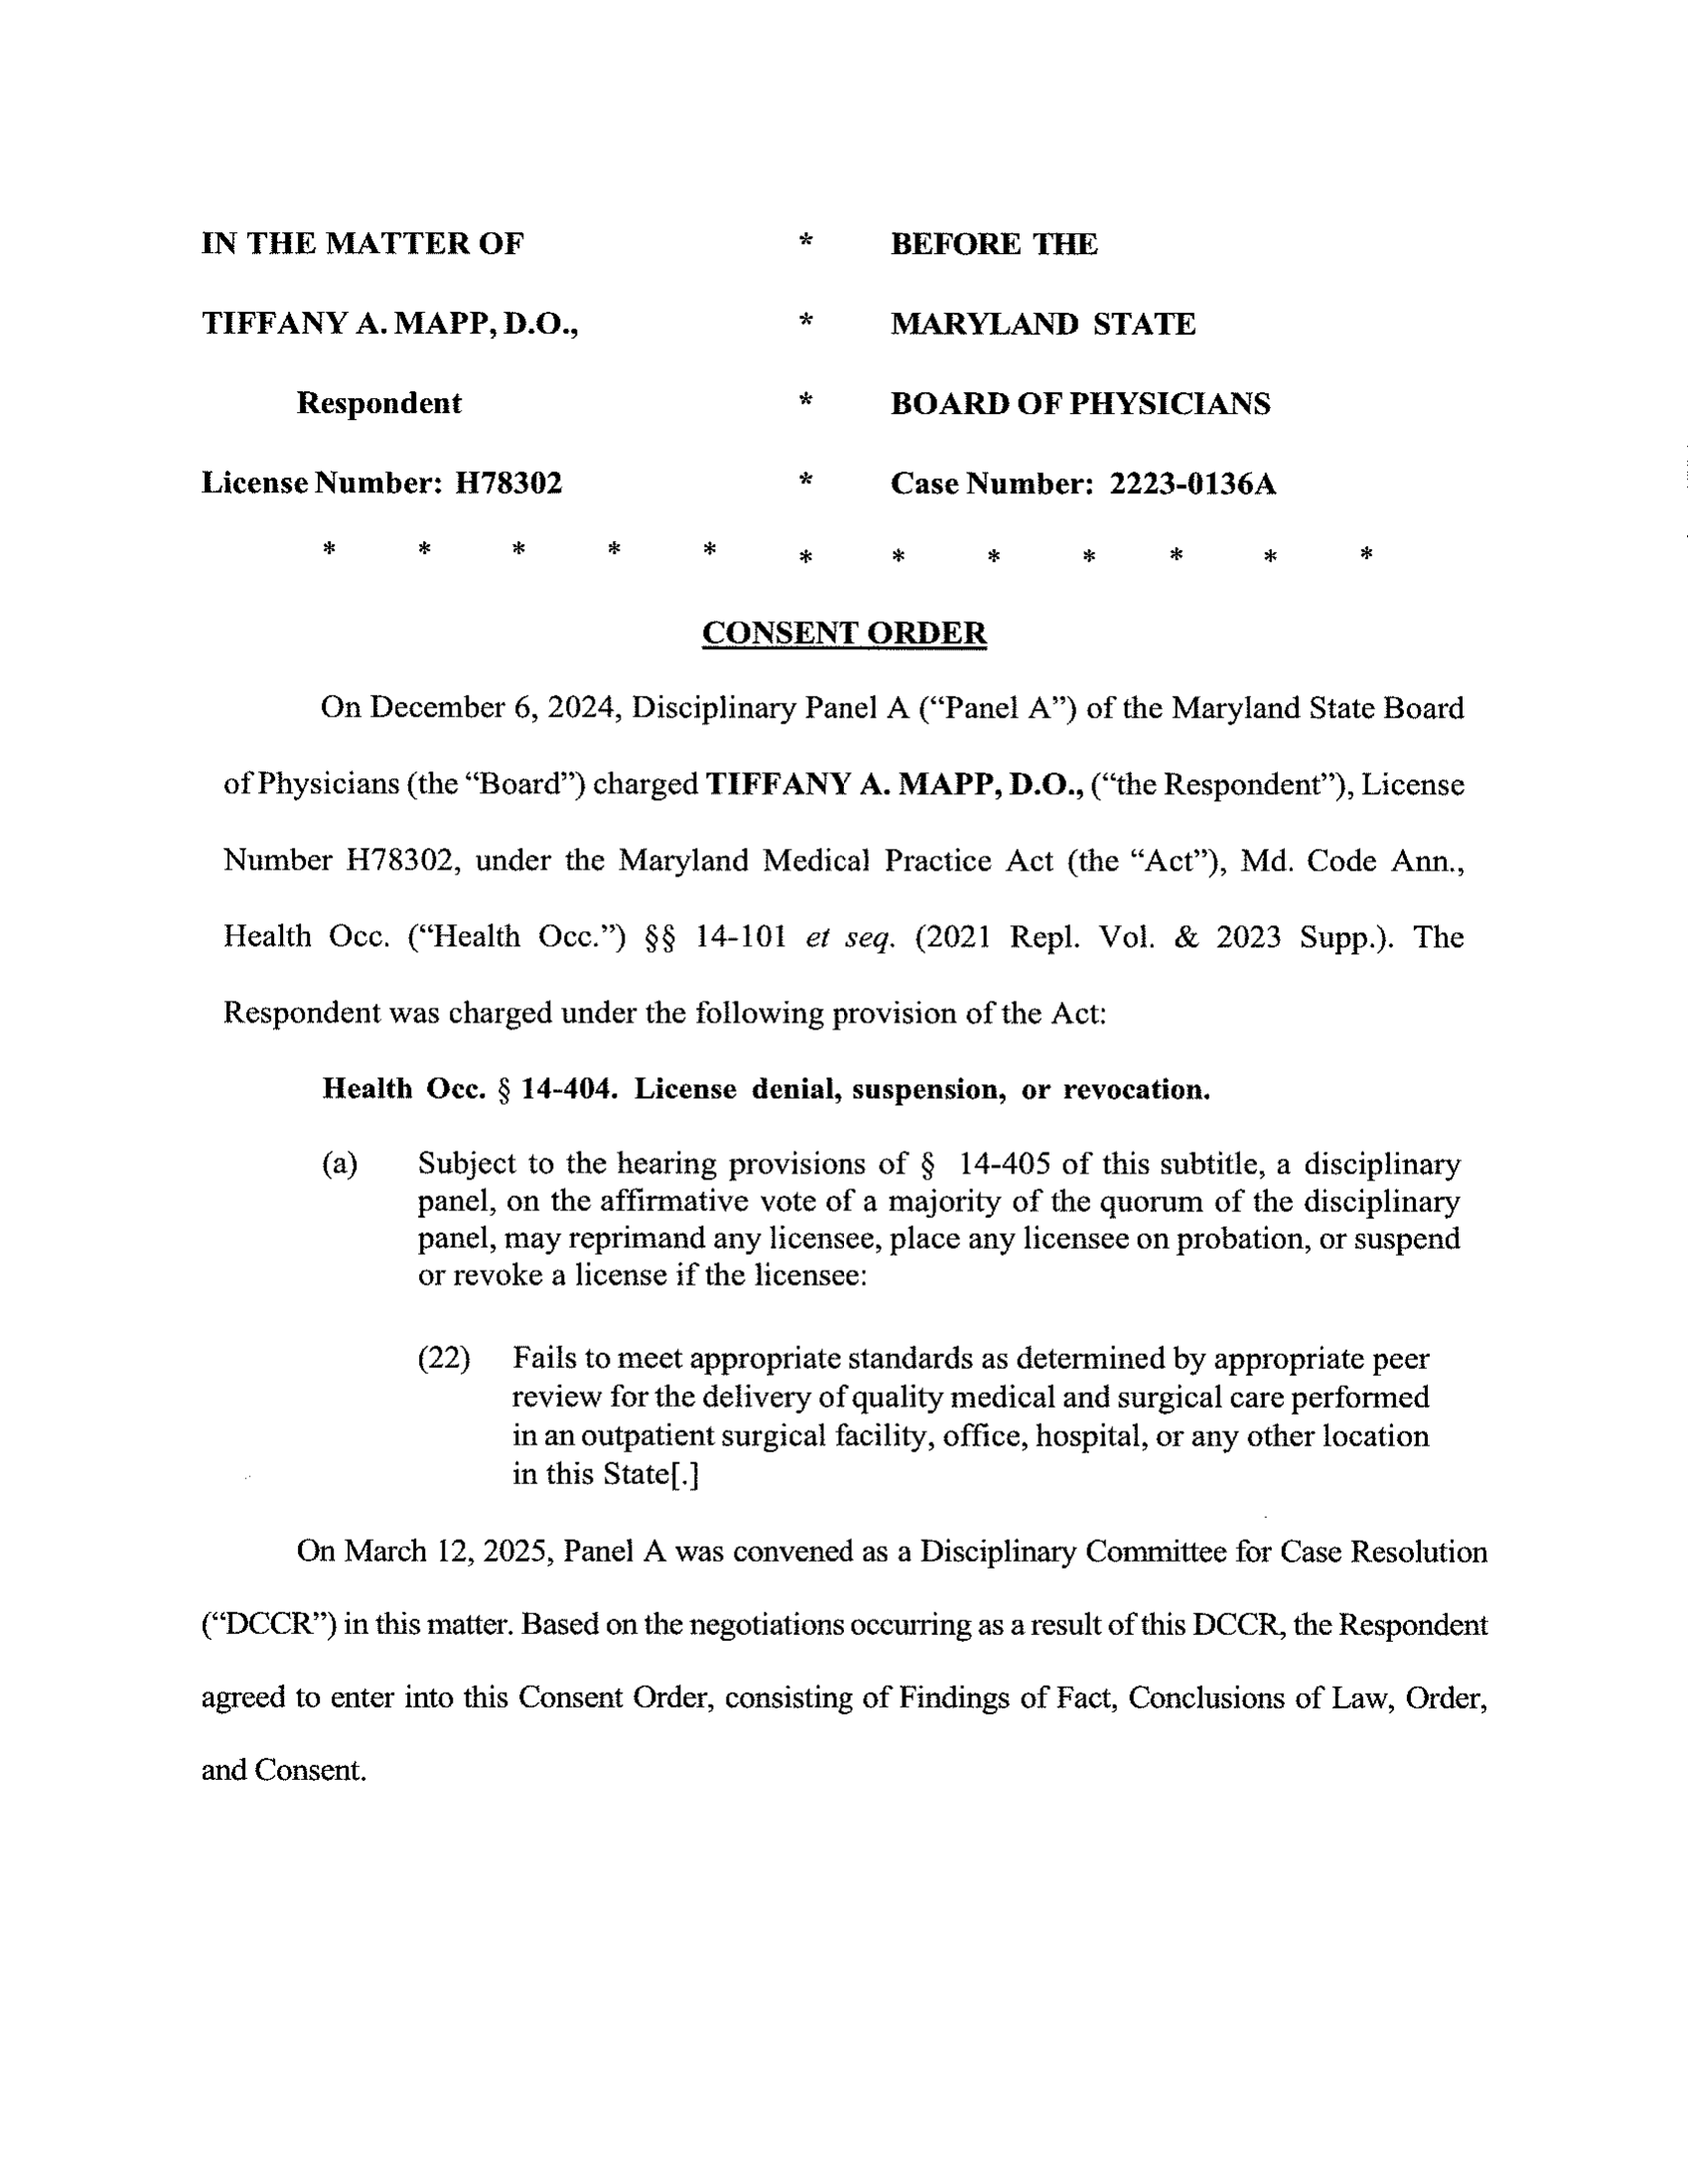 IN THE MATTER OF * BEFORE THE
TIFFANY A. MAPP, D.O., * MARYLAND STATE
Respondent * BOARD OF PHYSICIANS
License Number: H78302 * Case Number: 2223-0136A
* * * * * * * * * * * *
CONSENT ORDER
On December 6, 2024, Disciplinary Panel A (“Panel A”) of the Maryland State Board
of Physicians (the “Board”) charged TIFFANY A. MAPP, D.O., (“the Respondent”), License
Number H78302, under the Maryland Medical Practice Act (the “Act”), Md. Code Ann.,
Health Occ. (“Health Occ.”) §§ 14-101 et seq. (2021 Repl. Vol. & 2023 Supp.). The
Respondent was charged under the following provision of the Act:
Health Occ. § 14-404. License denial, suspension, or revocation.
(a) Subject to the hearing provisions of § 14-405 of this subtitle, a disciplinary
panel, on the affirmative vote of a majority of the quorum of the disciplinary
panel, may reprimand any licensee, place any licensee on probation, or suspend
or revoke a license if the licensee:
(22) Fails to meet appropriate standards as determined by appropriate peer
review for the delivery of quality medical and surgical care performed
in an outpatient surgical facility, office, hospital, or any other location
in this State[.]
On March 12, 2025, Panel A was convened as a Disciplinary Committee for Case Resolution
(“DCCR”) in this matter. Based on the negotiations occurring as a result of this DCCR, the Respondent
agreed to enter into this Consent Order, consisting of Findings of Fact, Conclusions of Law, Order,
and Consent.